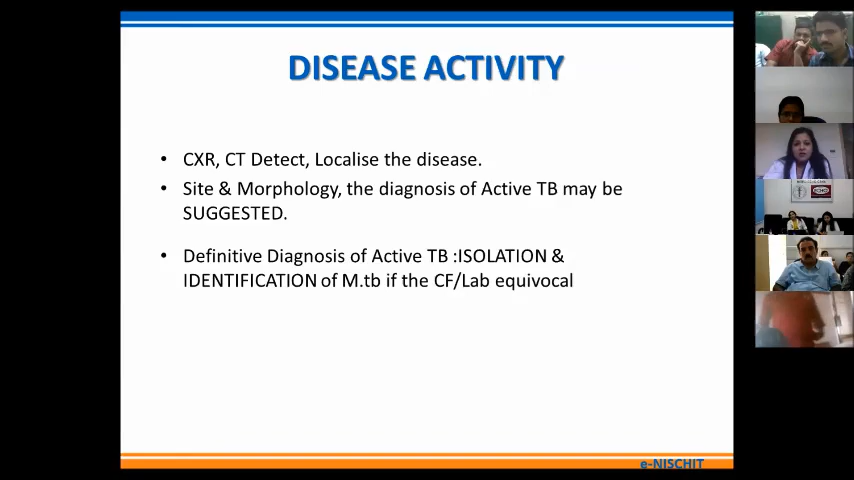 DISEASE ACTIVITY
• CXR, CT Detect, Localise the disease.
• Site & Morphology, the diagnosis of Active TB may be
SUGGESTED.
• Definitive Diagnosis of Active TB :ISOLATION &
IDENTIFICATION of M.tb if the CF/Lab equivocal
e-NISCHIT